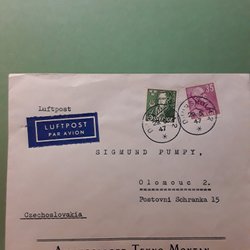 Luftpost
LUFTPOST
PAR AVION
47
47
SIGMUND PUMPY,
Olomouc 2.
Postovni Schranka 15
Czechoslovakia